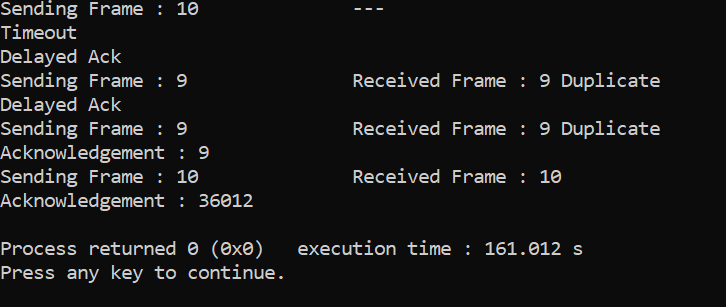 Sending Frame : 10             ---
Timeout
Delayed Ack
Sending Frame : 9              Received Frame : 9 Duplicate
Delayed Ack
Sending Frame : 9              Received Frame : 9 Duplicate
Acknowledgement : 9
Sending Frame : 10             Received Frame : 10
Acknowledgement : 36012
Process returned 0 (0x0)   execution time : 161.012 s
Press any key to continue.